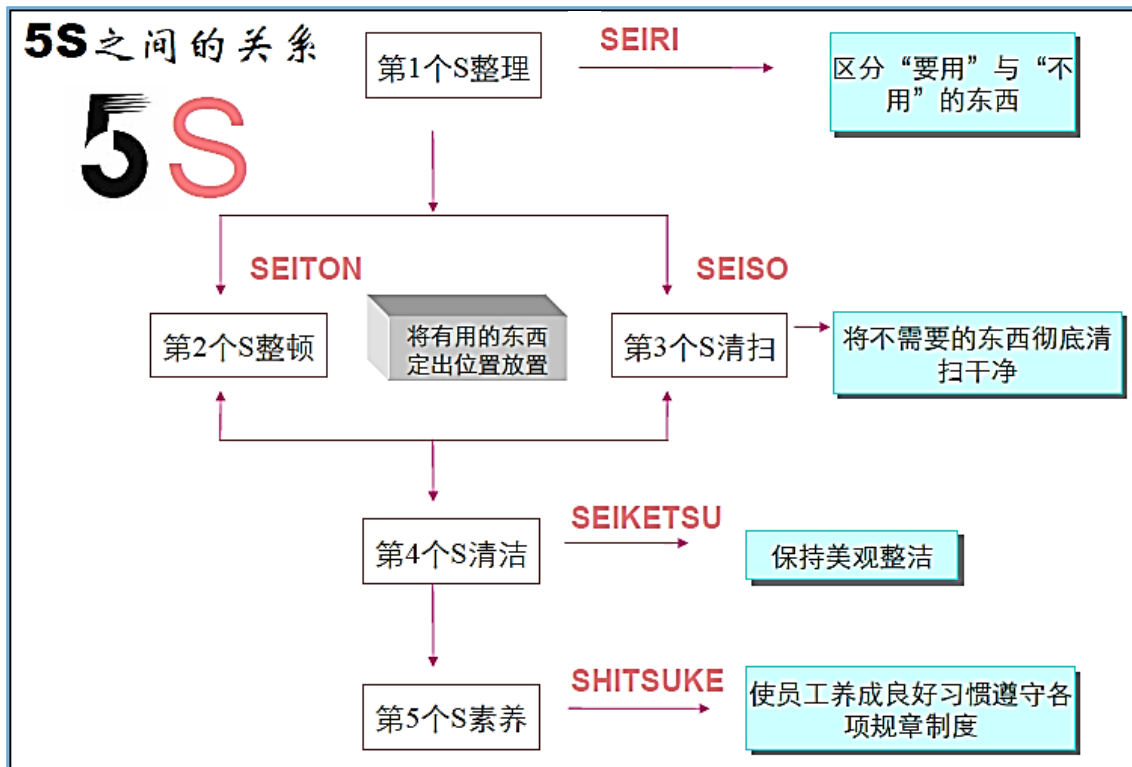 5S之间的关系
5S
第1个S整理
SEIRI
区分“要用”与“不
用”的东西
SEITON
SEISO
第2个S整顿
将有用的东西
定出位置放置
第3个S清扫
将不需要的东西彻底清
扫干净
第4个S清洁
SEIKETSU
保持美观整洁
第5个S素养
SHITSUKE
使员工养成良好习惯遵守各
项规章制度